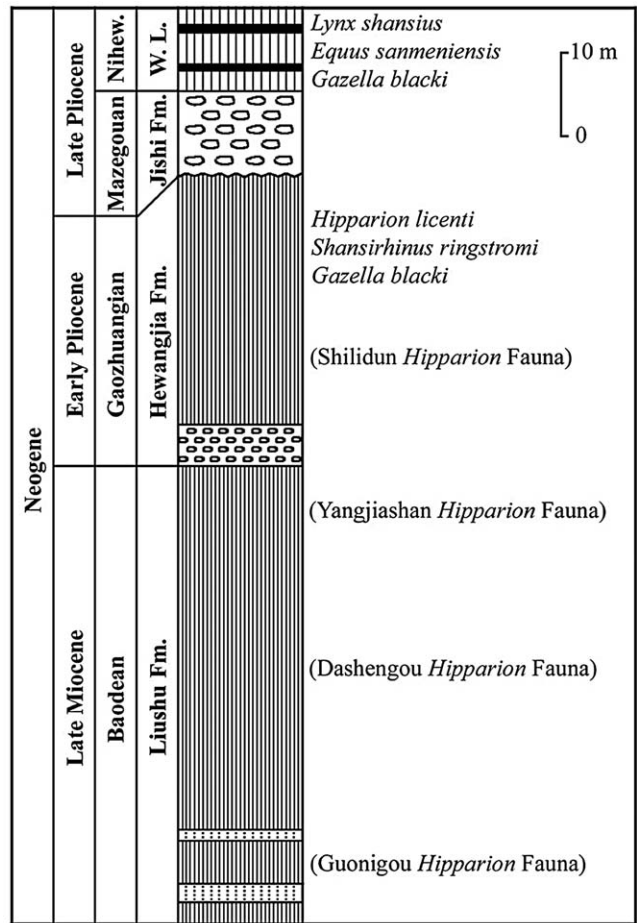 Neogene
Late Pliocene
Early Pliocene
Late Miocene
Nihew.
Mazegouan
Gaozhuangian
Baodean
W. L.
Jishi Fm.
Hewangjia Fm.
Liushu Fm.
Lynx shansius
Equus sanmeniensis
Gazella blacki
10 m
0
Hipparion licenti
Shansirhinus ringstromi
Gazella blacki
(Shilidun Hipparion Fauna)
(Yangjiashan Hipparion Fauna)
(Dashengou Hipparion Fauna)
(Guonigou Hipparion Fauna)